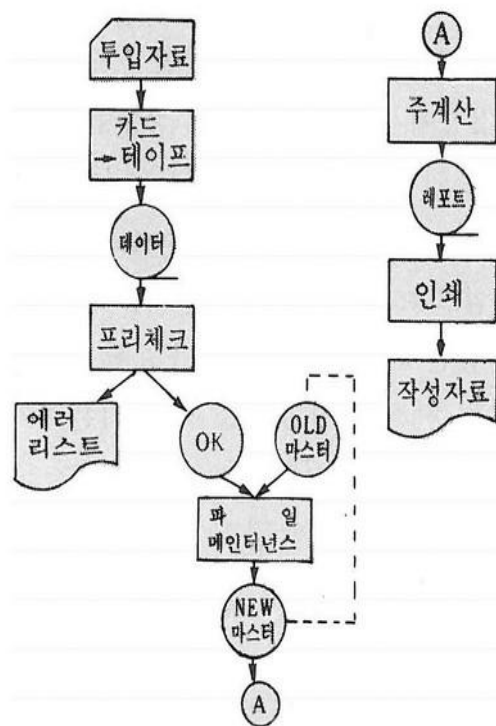 투입자료
카드
→테이프
데이터
프리체크
에러
리스트
OK
OLD
마스터
파 일
메인터넌스
NEW
마스터
A
A
주계산
레포트
인쇄
작성자료